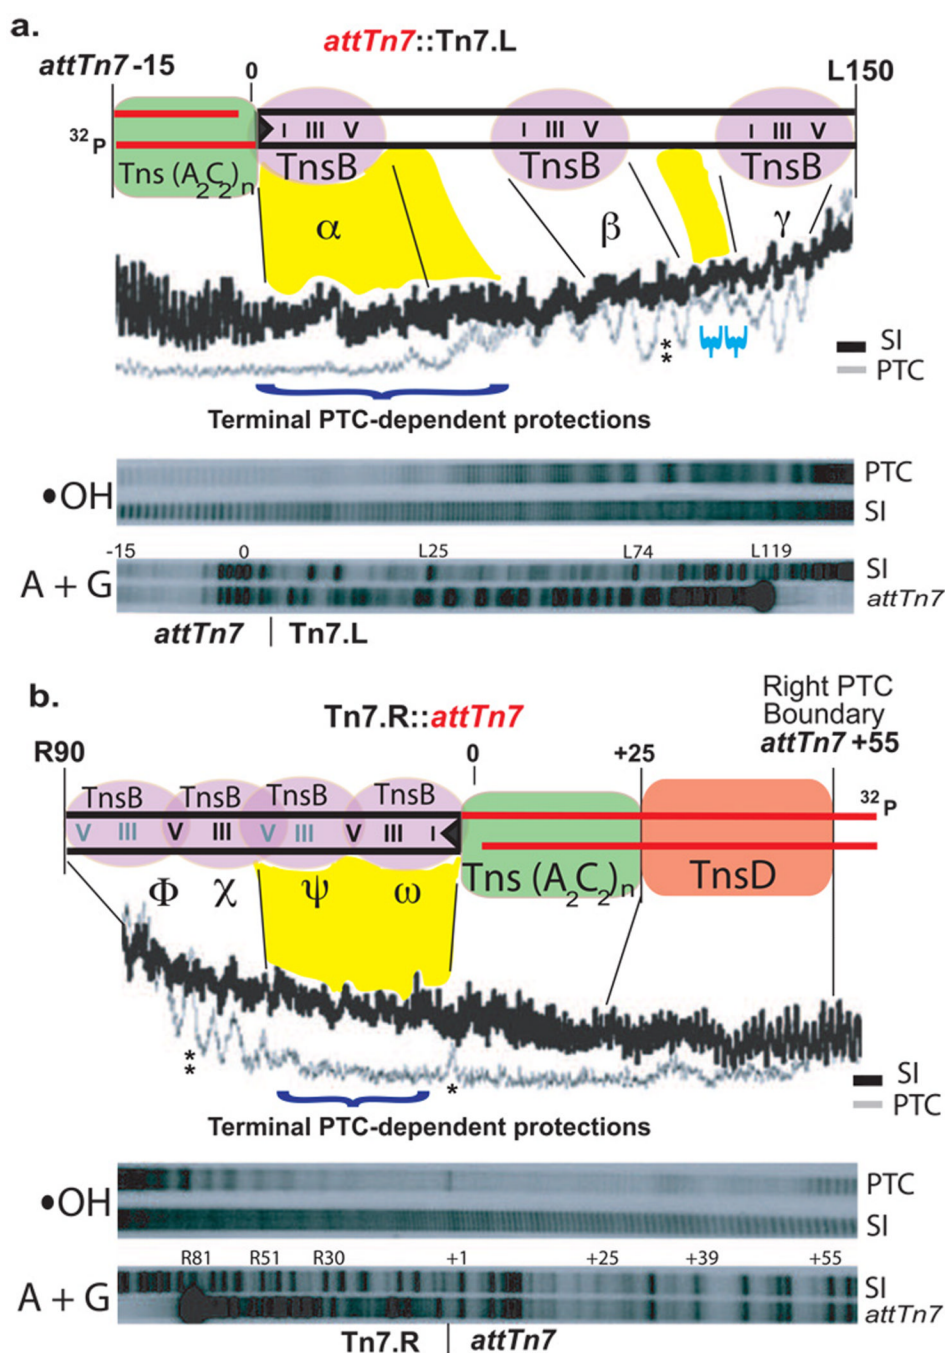 a.
attTn7::Tn7.L
attTn7 -15
0
L150
32P
I III V
I III V
I III V
Tns (A2C2)n
TnsB
TnsB
TnsB
α
β
γ
**
SI
PTC
Terminal PTC-dependent protections
•OH
PTC
SI
-15
0
L25
L74
L119
A + G
SI
attTn7
attTn7 | Tn7.L
b.
Right PTC
Boundary
attTn7 +55
Tn7.R::attTn7
R90
0
+25
TnsB
TnsB
TnsB
TnsB
32P
V III V III V III V III I
Tns (A2C2)n
TnsD
Φ
χ
ψ
ω
**
*
SI
PTC
Terminal PTC-dependent protections
•OH
PTC
SI
R81
R51
R30
+1
+25
+39
+55
A + G
SI
attTn7
Tn7.R | attTn7